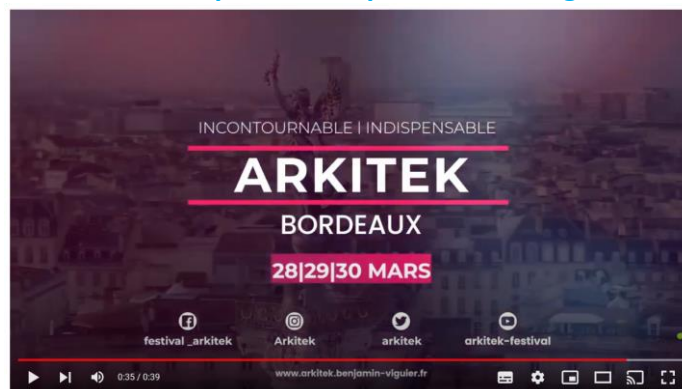 INCONTOURNABLE I INDISPENSABLE
ARKITEK
BORDEAUX
28|29|30 MARS
festival _arkitek
Arkitek
arkitek
arkitek-festival
0:35 / 0:39
www.arkitek.benjamin-viguier.fr